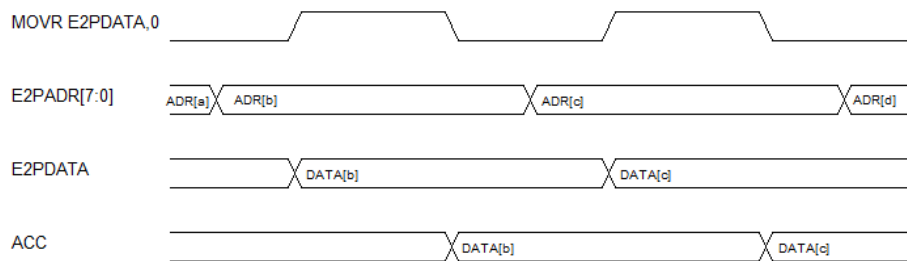 MOVR E2PDATA,0
E2PADR[7:0] ADR[a] ADR[b] ADR[c] ADR[d]
E2PDATA DATA[b] DATA[c]
ACC DATA[b] DATA[c]